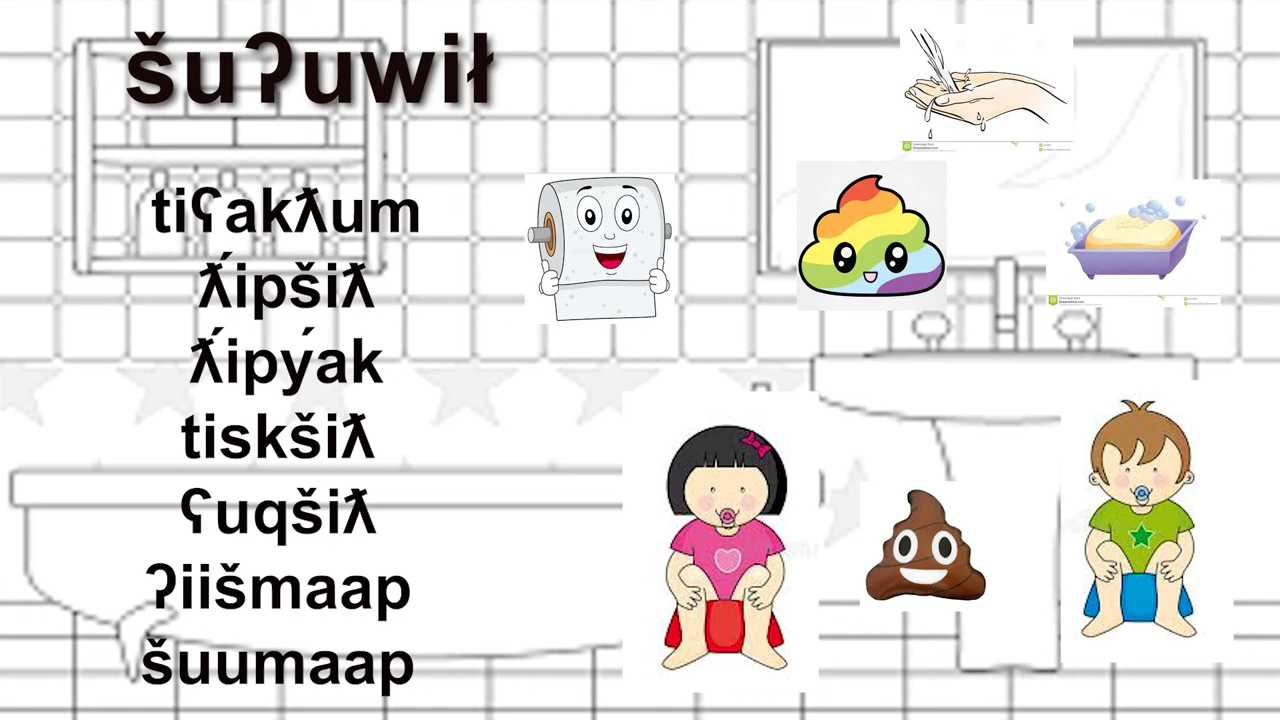 šuʔuwił
tiʕakƛum
ƛ̓ipšiƛ
ƛ̓ipy̓ak
tiskšiƛ
ʕuqšiƛ
ʔiišmaap
šuumaap